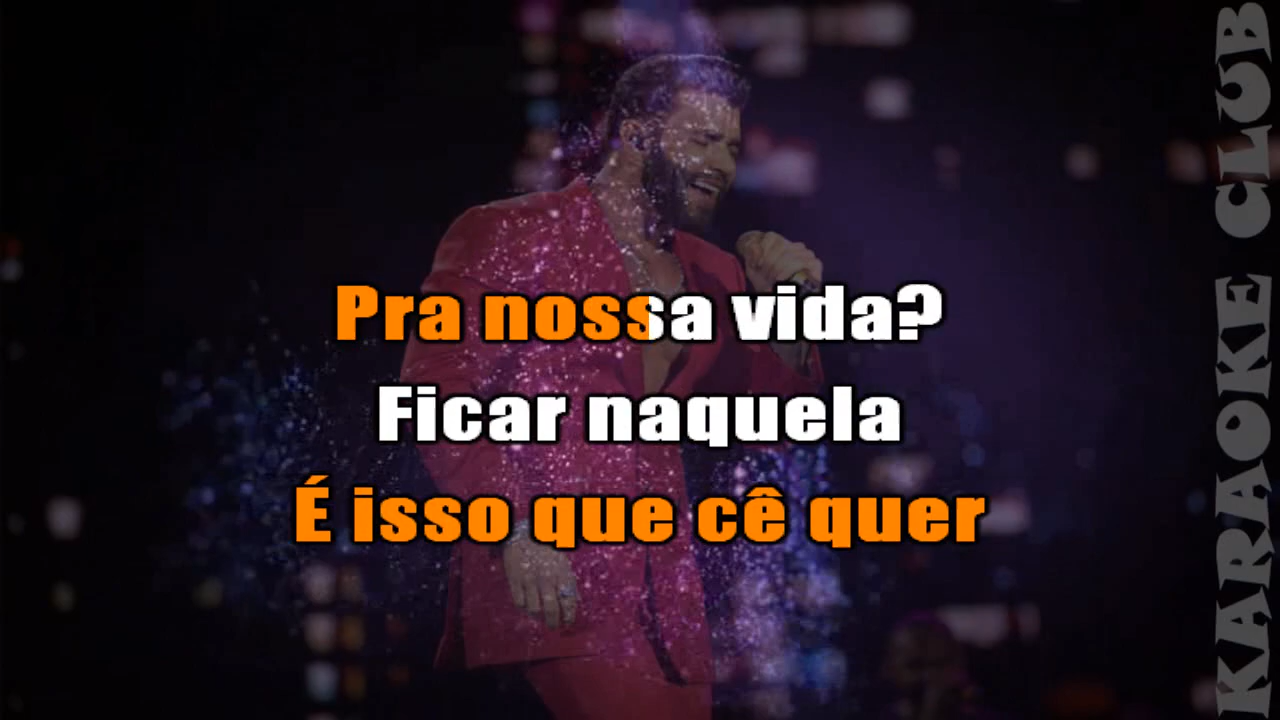 Pra nossa vida?
Ficar naquela
É isso que cê quer
KARAOKE CLUB